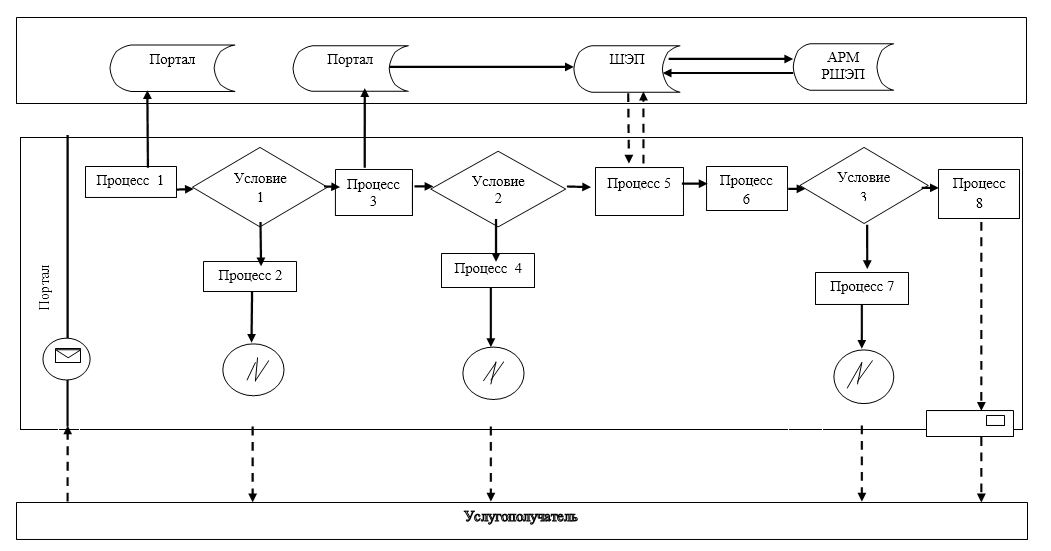 Портал
Портал
ШЭП
АРМ
РШЭП
Процесс 1
Условие
1
Процесс
3
Условие
2
Процесс 5
Процесс
6
Условие
3
Процесс
8
Процесс 2
Процесс 4
Процесс 7
Портал
Услугополучатель